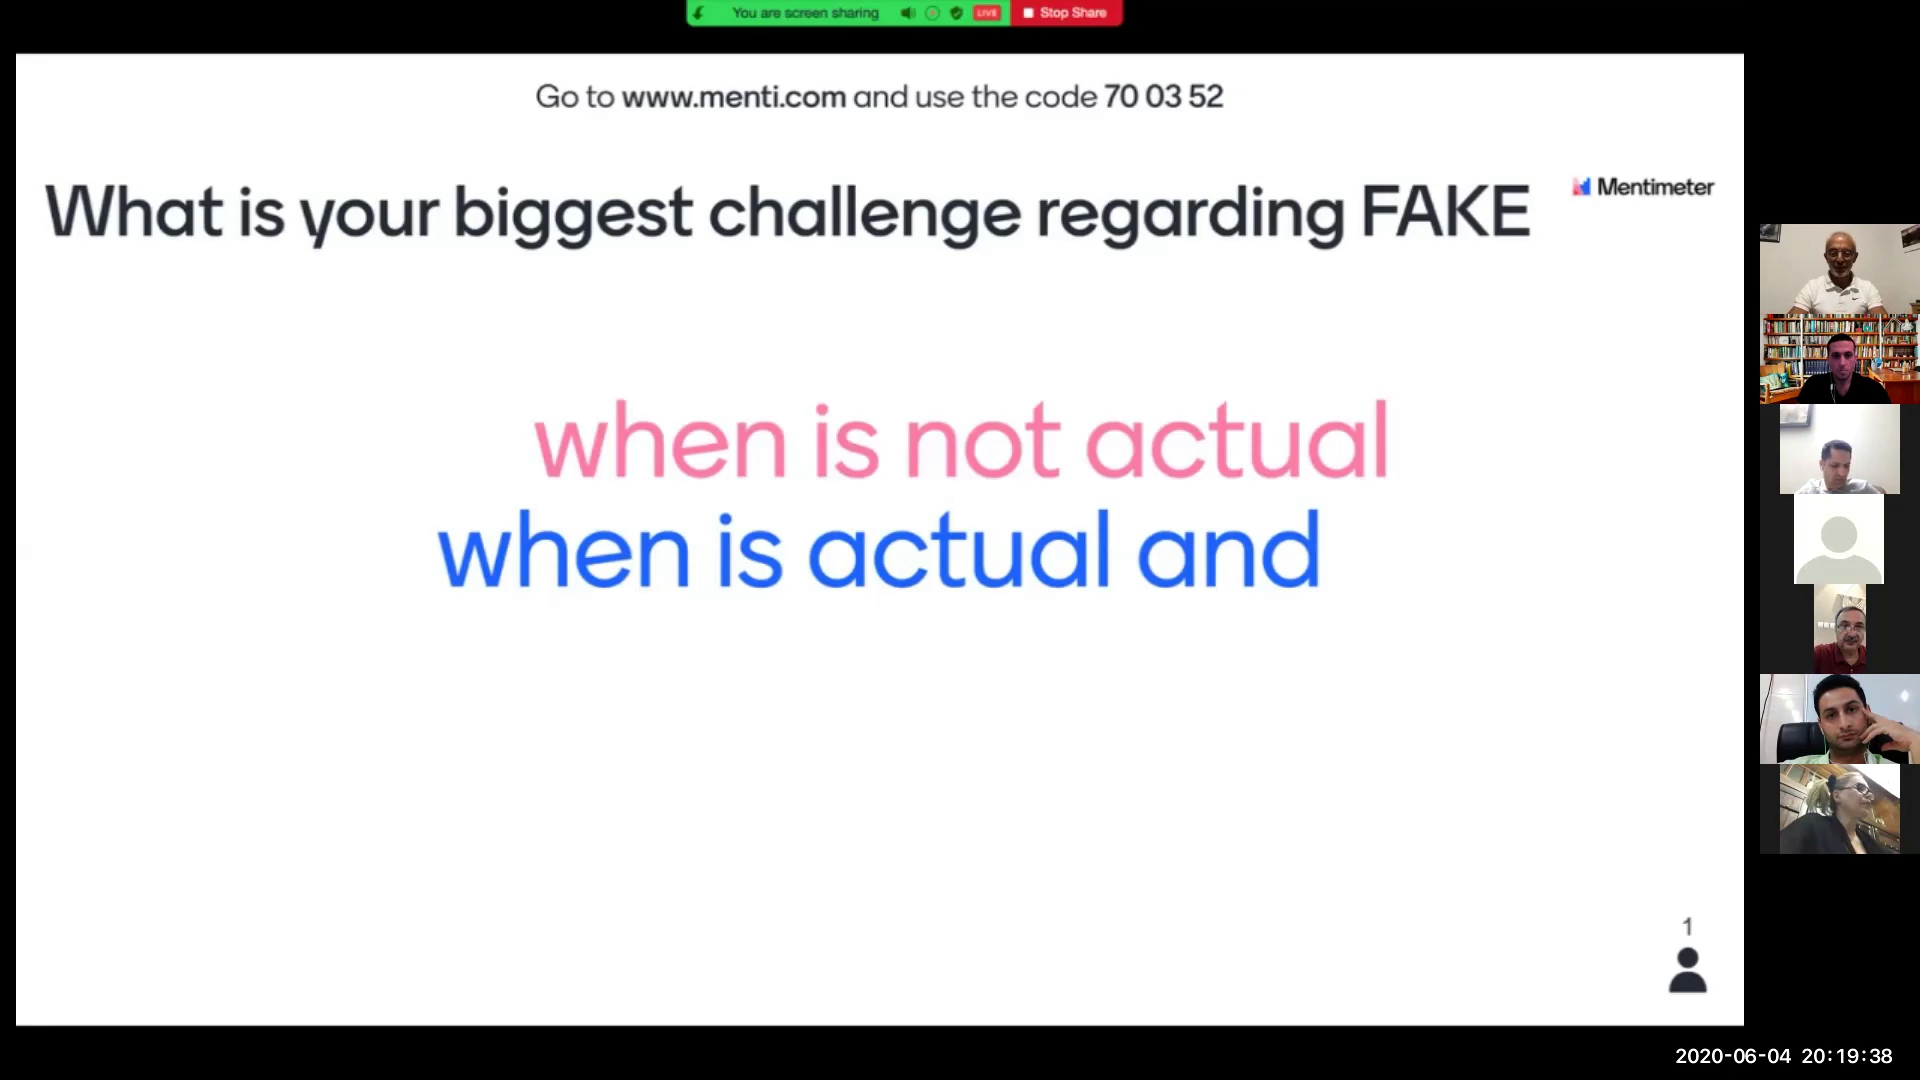 You are screen sharing LIVE Stop Share
Go to www.menti.com and use the code 70 03 52
What is your biggest challenge regarding FAKE
Mentimeter
when is not actual
when is actual and
1
2020-06-04 20:19:38